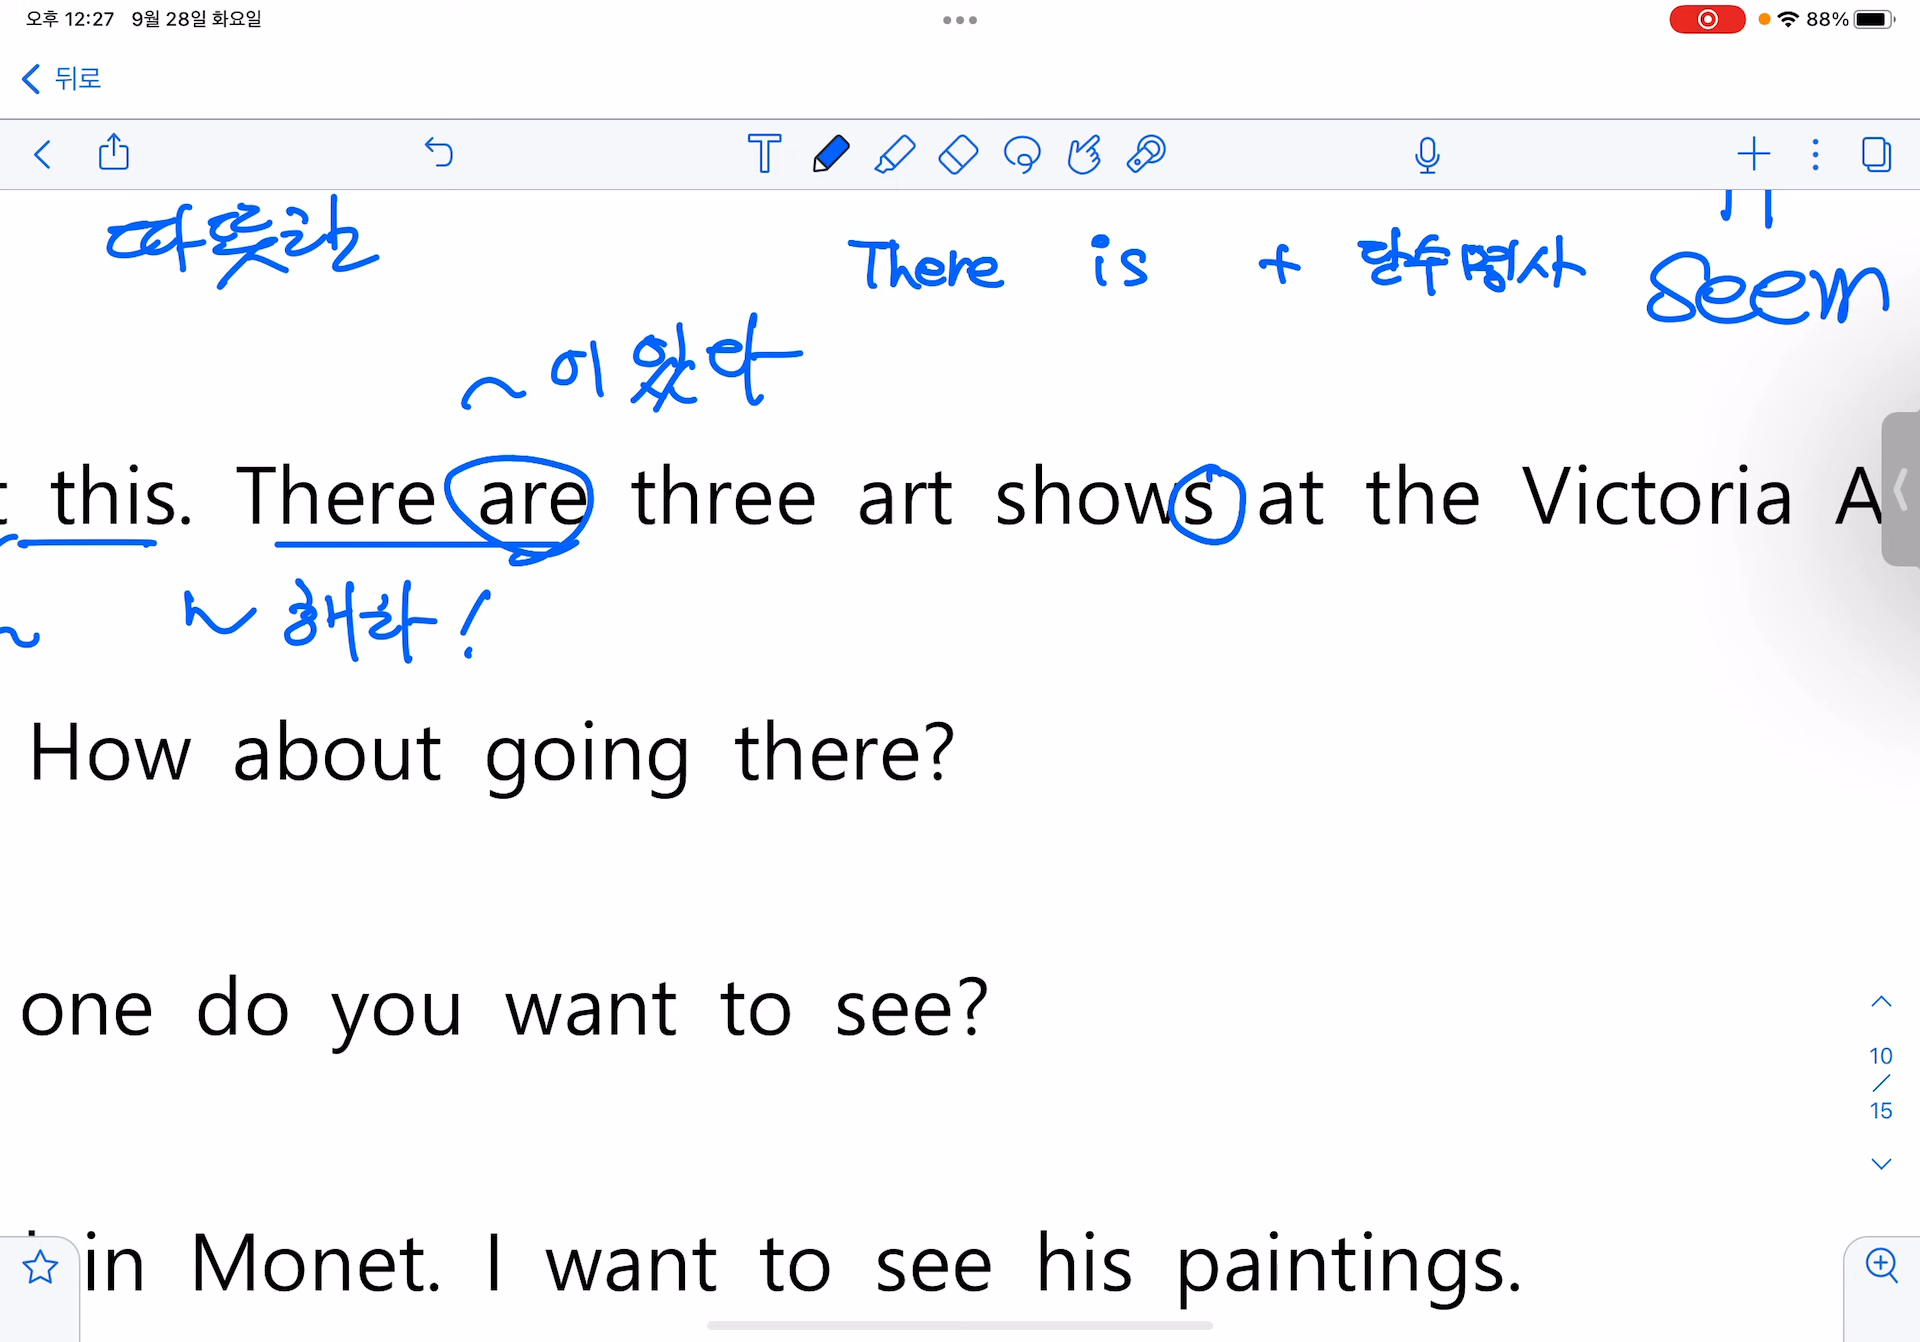 오후 12:27 9월 28일 화요일
88%
뒤로
따뜻한
There is + 단수명사
seem
~이 있다
this. There are three art shows at the Victoria A
~ ~해라!
How about going there?
one do you want to see?
in Monet. I want to see his paintings.
10
/
15